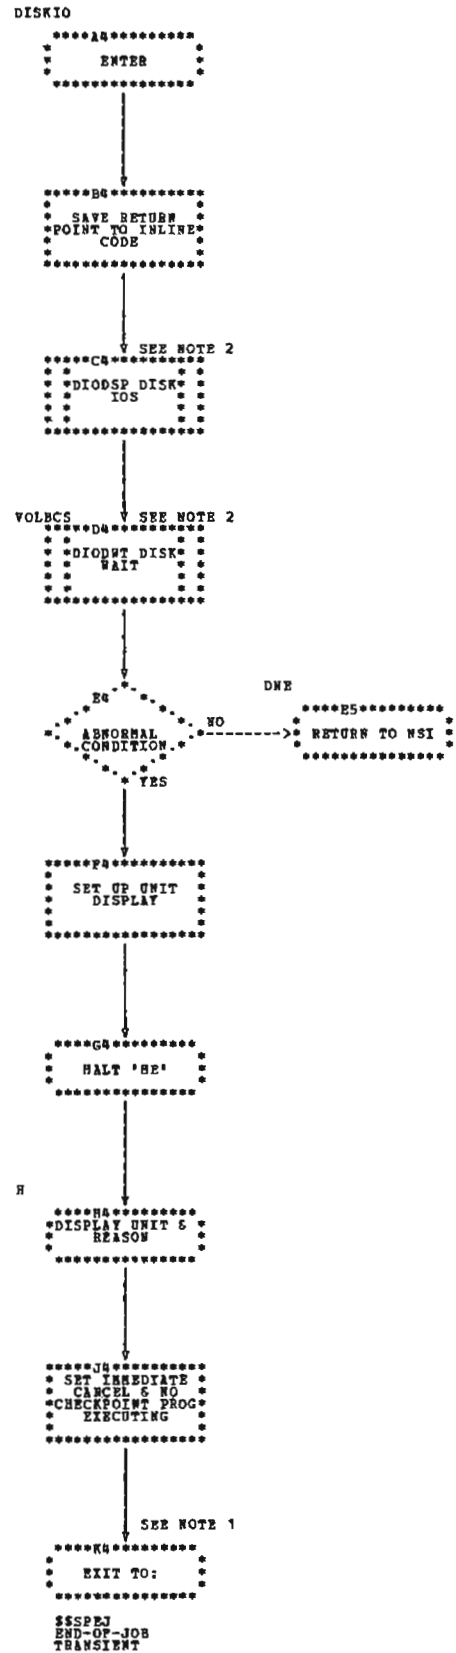 DISKIO
A4
ENTER
B4
SAVE RETURN
POINT TO INLINE
CODE
SEE NOTE 2
C4
DIODSP DISK
IOS
VOLBCS SEE NOTE 2
D4
DIODWT DISK
WAIT
E4
ABNORMAL
CONDITION
NO
YES
DNE
E5
RETURN TO NSI
F4
SET UP UNIT
DISPLAY
G4
HALT 'HE'
H
H4
DISPLAY UNIT &
REASON
J4
SET IMMEDIATE
CANCEL & NO
CHECKPOINT PROG
EXECUTING
SEE NOTE 1
K4
EXIT TO:
$$SPEJ
END-OF-JOB
TRANSIENT